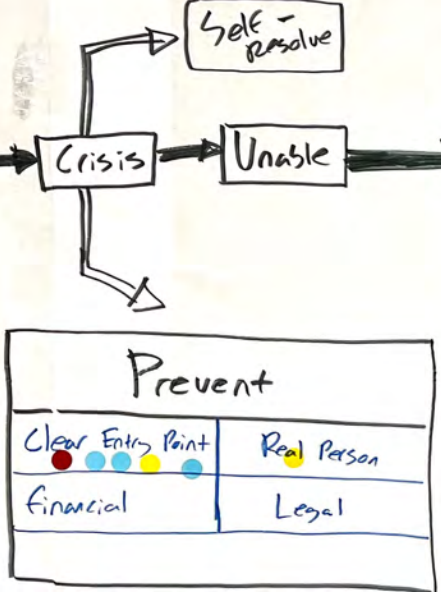 Self-
Resolve
Crisis
Unable
Prevent
Clear Entry Point
Real Person
financial
Legal